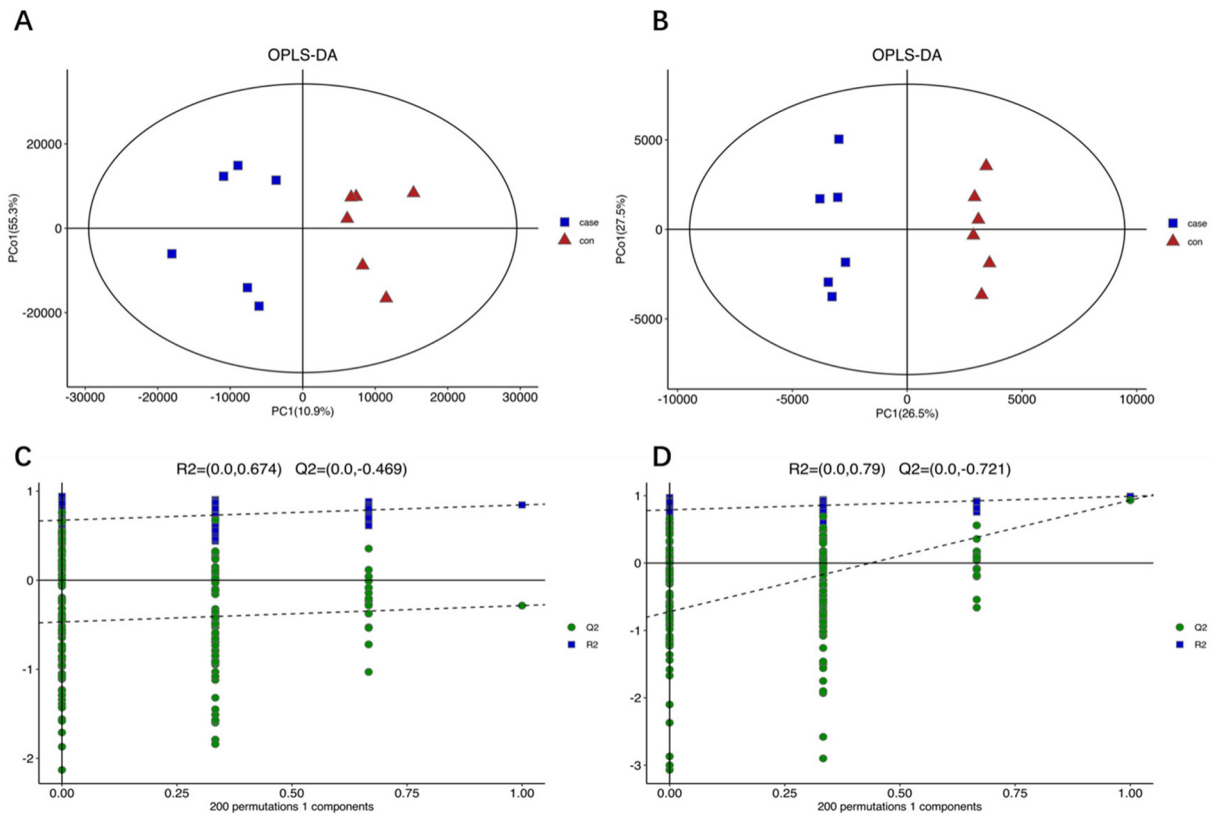 A
OPLS-DA
PCo1(55.3%)
20000
0
-20000
-30000 -20000 -10000 0 10000 20000 30000
PC1(10.9%)
case
con
B
OPLS-DA
PCo1(27.5%)
5000
0
-5000
-10000 -5000 0 5000 10000
PC1(26.5%)
case
con
C
R2=(0.0,0.674) Q2=(0.0,-0.469)
1
0
-1
-2
0.00 0.25 0.50 0.75 1.00
200 permutations 1 components
Q2
R2
D
R2=(0.0,0.79) Q2=(0.0,-0.721)
1
0
-1
-2
-3
0.00 0.25 0.50 0.75 1.00
200 permutations 1 components
Q2
R2